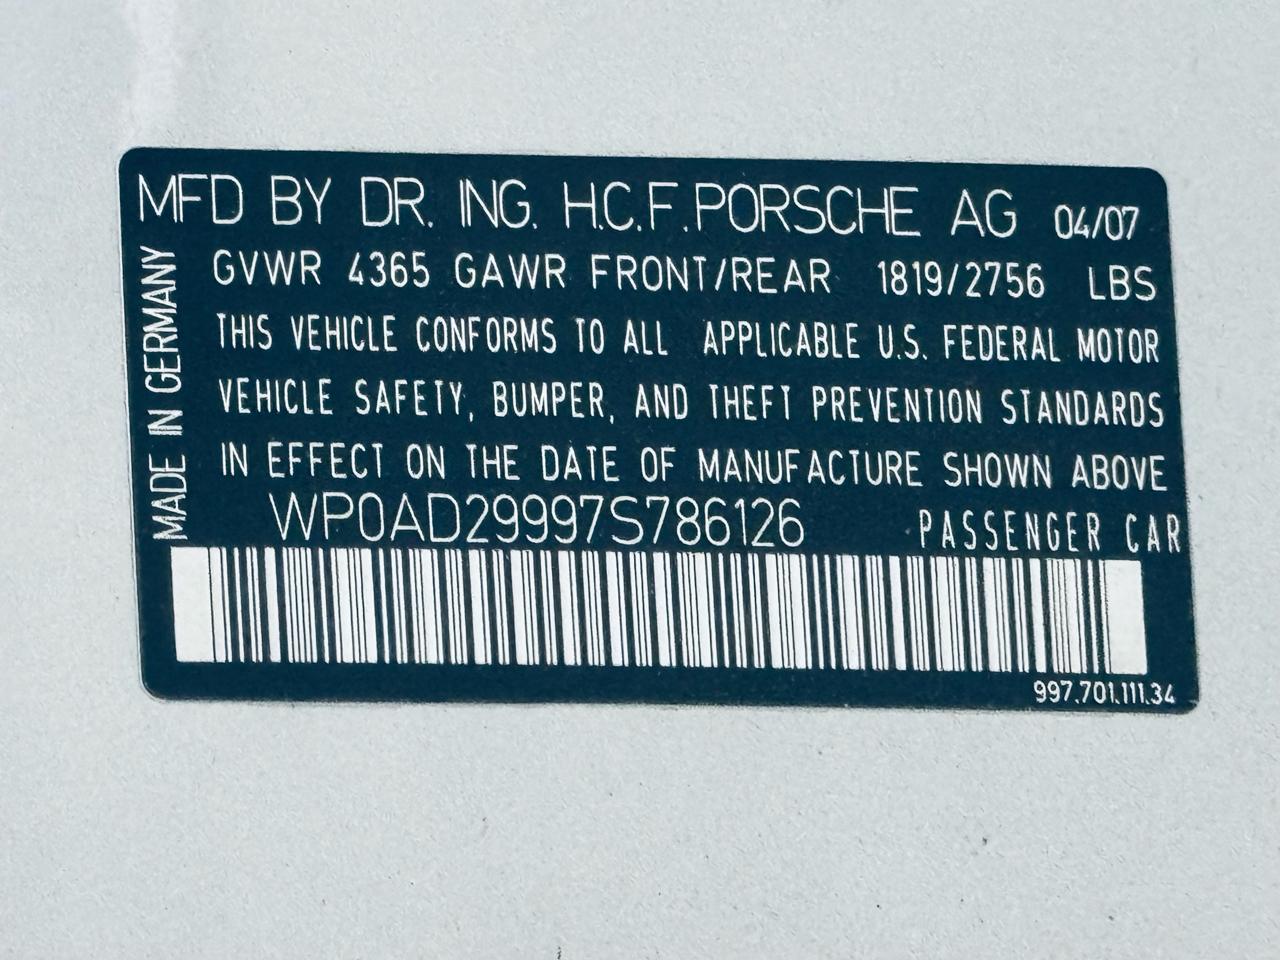 MFD BY DR. ING. H.C.F.PORSCHE AG 04/07
GVWR 4365 GAWR FRONT/REAR 1819/2756 LBS
THIS VEHICLE CONFORMS TO ALL APPLICABLE U.S. FEDERAL MOTOR
VEHICLE SAFETY, BUMPER, AND THEFT PREVENTION STANDARDS
IN EFFECT ON THE DATE OF MANUFACTURE SHOWN ABOVE
WP0AD29997S786126 PASSENGER CAR
MADE IN GERMANY
997.701.111.34